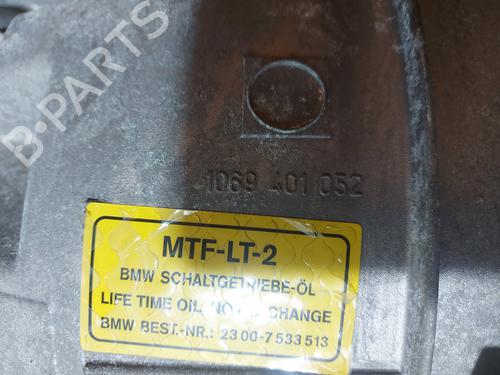 B-PARTS
1069 401 052
MTF-LT-2
BMW SCHALTGETRIEBE-ÖL
LIFE TIME OIL, NO CHANGE
BMW BEST.-NR.: 23 00-7 533 513